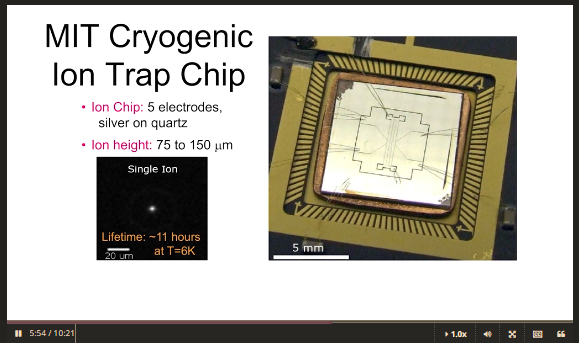 MIT Cryogenic
Ion Trap Chip
• Ion Chip: 5 electrodes,
silver on quartz
• Ion height: 75 to 150 µm
Single Ion
Lifetime: ~11 hours
at T=6K
20 um
5 mm
5:54 / 10:21
1.0x